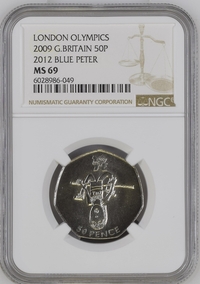 LONDON OLYMPICS
2009 G.BRITAIN 50P
2012 BLUE PETER
MS 69
6028986-049
NUMISMATIC GUARANTY CORPORATION
NGC
50 PENCE